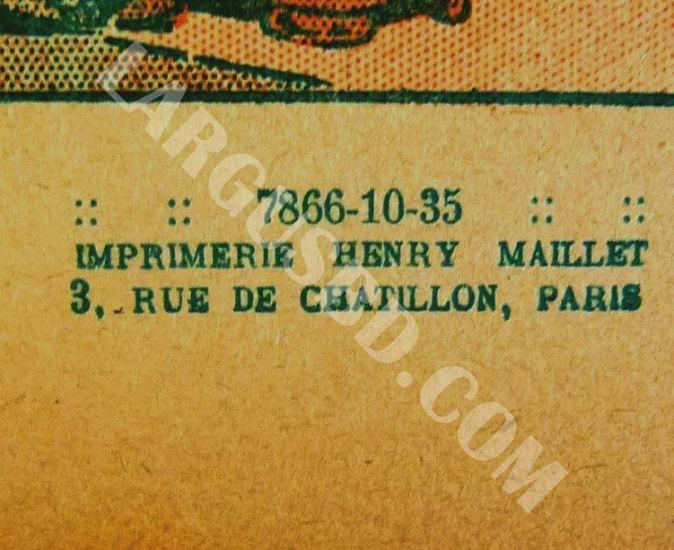 :: :: 7866-10-35 :: ::
IMPRIMERIE HENRY MAILLET
3, RUE DE CHATILLON, PARIS
LARGUSBD.COM